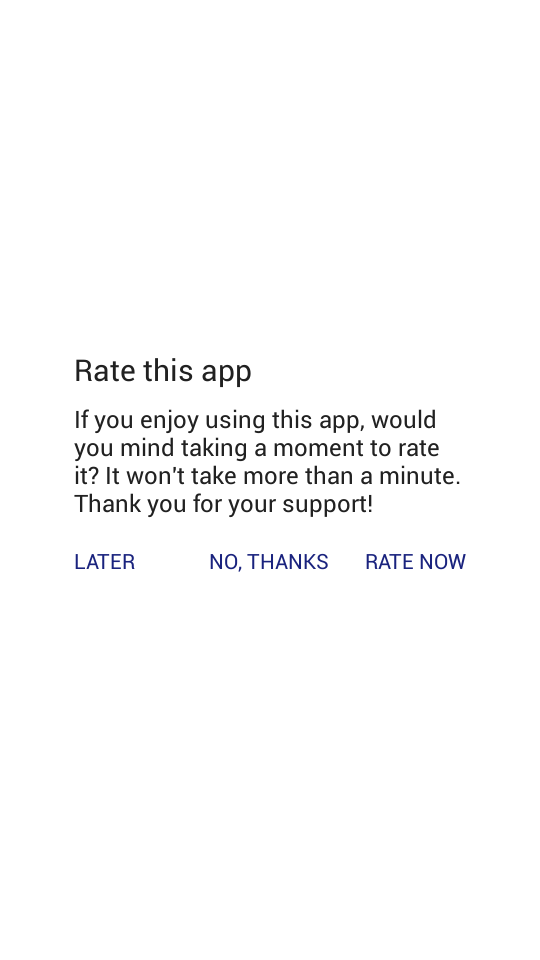 Rate this app
If you enjoy using this app, would
you mind taking a moment to rate
it? It won't take more than a minute.
Thank you for your support!
LATER NO, THANKS RATE NOW